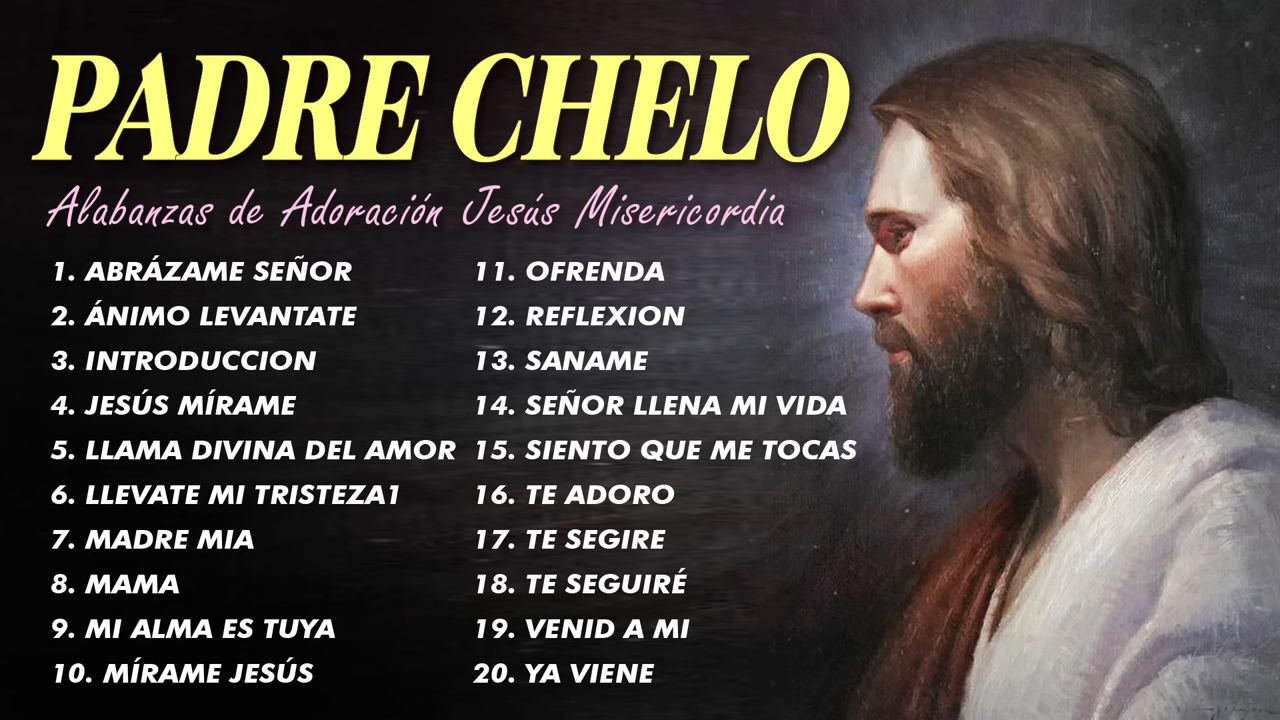 PADRE CHELO
Alabanzas de Adoración Jesús Misericordia
1. ABRÁZAME SEÑOR
2. ÁNIMO LEVANTATE
3. INTRODUCCION
4. JESÚS MÍRAME
5. LLAMA DIVINA DEL AMOR
6. LLEVATE MI TRISTEZA1
7. MADRE MIA
8. MAMA
9. MI ALMA ES TUYA
10. MÍRAME JESÚS
11. OFRENDA
12. REFLEXION
13. SANAME
14. SEÑOR LLENA MI VIDA
15. SIENTO QUE ME TOCAS
16. TE ADORO
17. TE SEGIRE
18. TE SEGUIRÉ
19. VENID A MI
20. YA VIENE